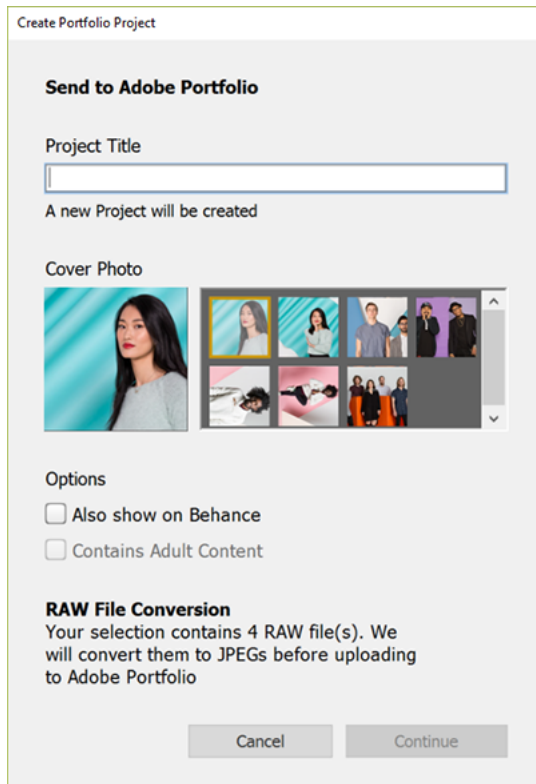 Create Portfolio Project
Send to Adobe Portfolio
Project Title
A new Project will be created
Cover Photo
Options
Also show on Behance
Contains Adult Content
RAW File Conversion
Your selection contains 4 RAW file(s). We
will convert them to JPEGs before uploading
to Adobe Portfolio
Cancel
Continue